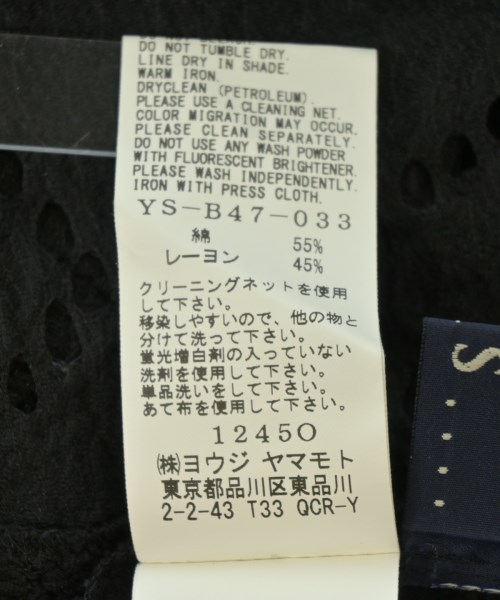 DO NOT BLEACH.
DO NOT TUMBLE DRY.
LINE DRY IN SHADE.
WARM IRON.
DRYCLEAN (PETROLEUM).
PLEASE USE A CLEANING NET.
COLOR MIGRATION MAY OCCUR.
PLEASE CLEAN SEPARATELY.
DO NOT USE ANY WASH POWDER
WITH FLUORESCENT BRIGHTENER.
PLEASE WASH INDEPENDENTLY.
IRON WITH PRESS CLOTH.
YS-B47-033
綿 55%
レーヨン 45%
クリーニングネットを使用
して下さい。
移染しやすいので、他の物と
分けて洗って下さい。
蛍光増白剤の入っていない
洗剤を使用して下さい。
単品洗いをして下さい。
あて布を使用して下さい。
12450
㈱ヨウジ ヤマモト
東京都品川区東品川
2-2-43 T33 QCR-Y
S